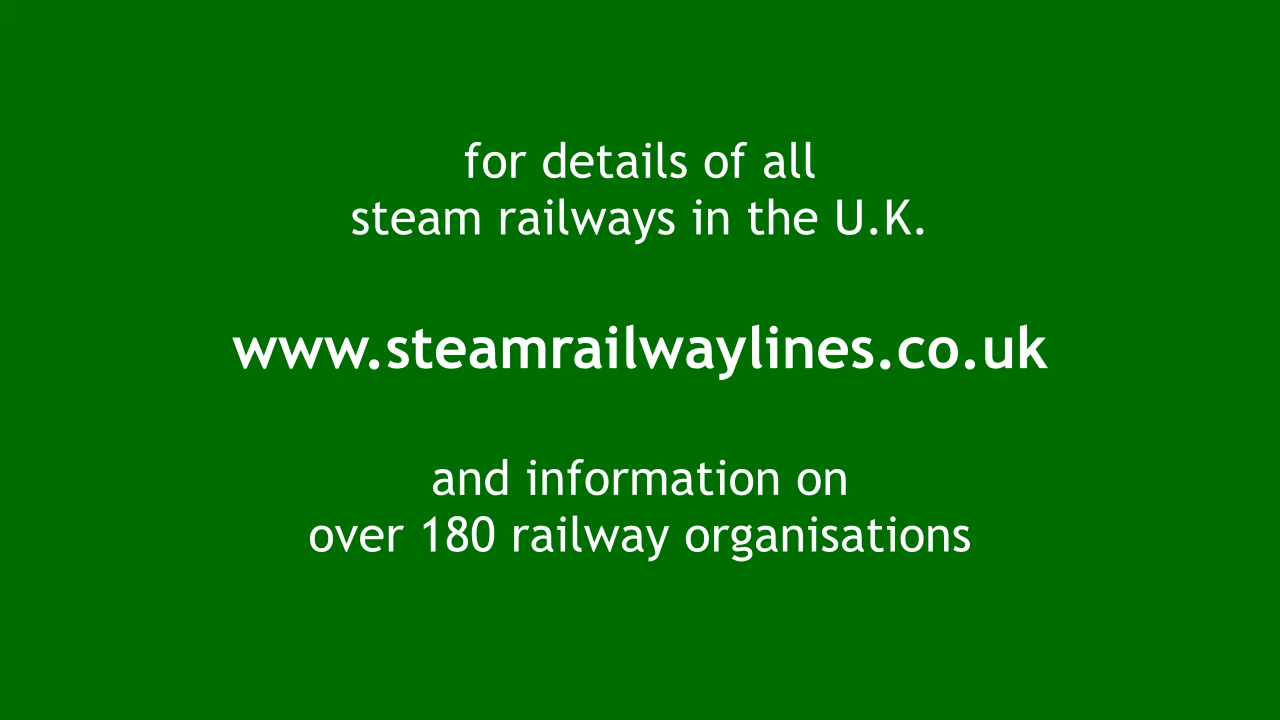 for details of all
steam railways in the U.K.
www.steamrailwaylines.co.uk
and information on
over 180 railway organisations